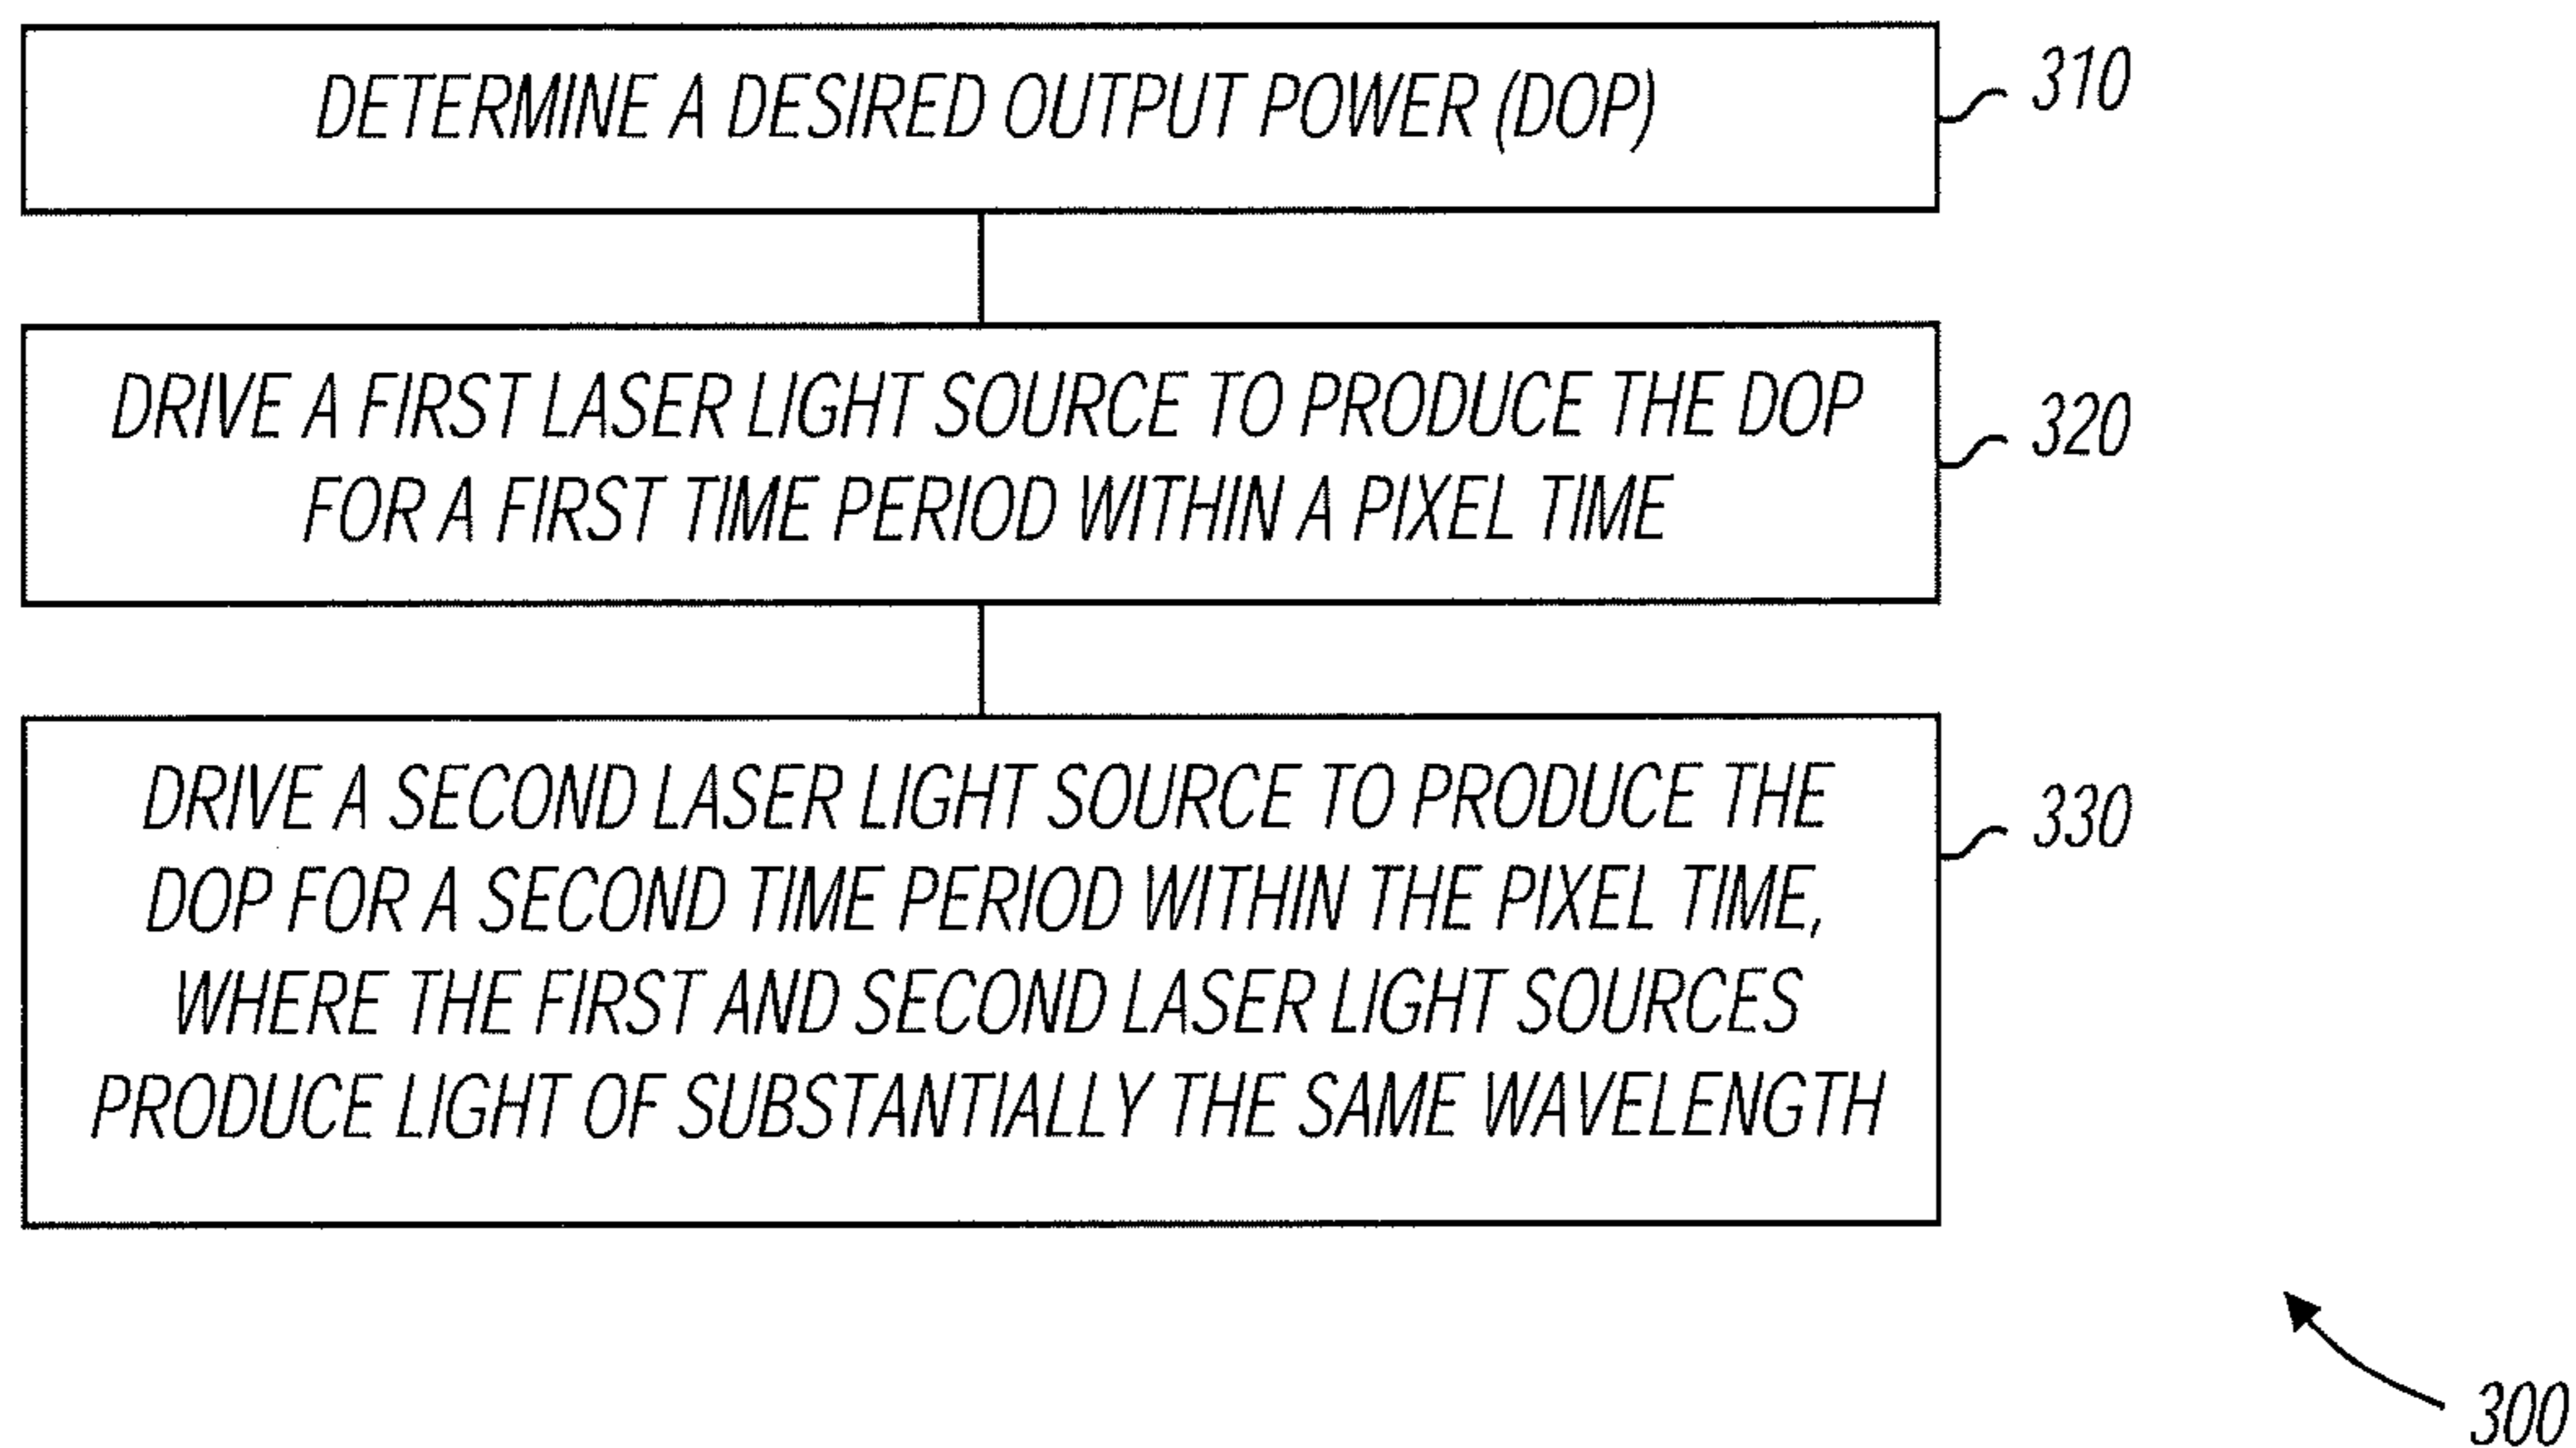 DETERMINE A DESIRED OUTPUT POWER (DOP)
310
DRIVE A FIRST LASER LIGHT SOURCE TO PRODUCE THE DOP
FOR A FIRST TIME PERIOD WITHIN A PIXEL TIME
320
DRIVE A SECOND LASER LIGHT SOURCE TO PRODUCE THE
DOP FOR A SECOND TIME PERIOD WITHIN THE PIXEL TIME,
WHERE THE FIRST AND SECOND LASER LIGHT SOURCES
PRODUCE LIGHT OF SUBSTANTIALLY THE SAME WAVELENGTH
330
300